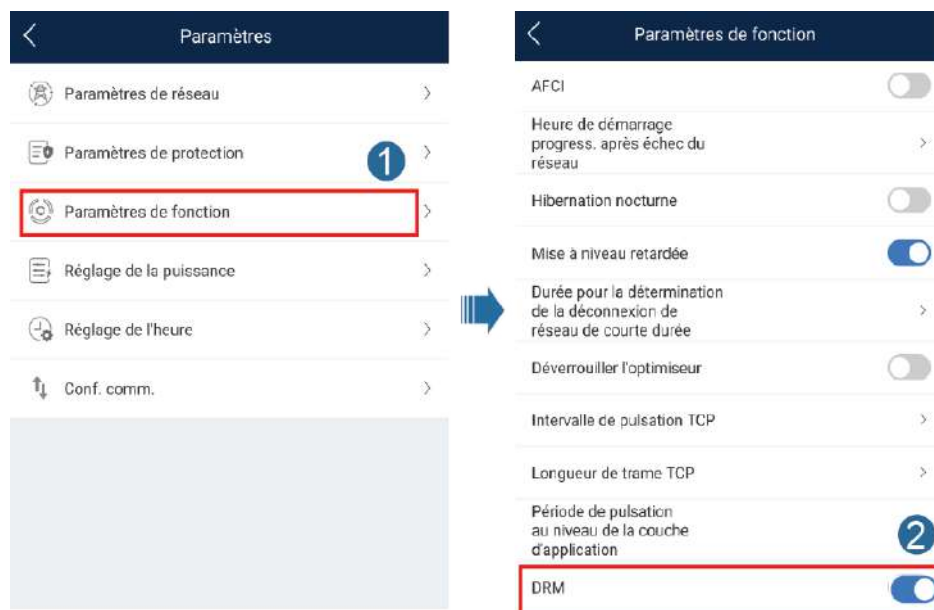 Paramètres
Paramètres de réseau
Paramètres de protection
1
Paramètres de fonction
Réglage de la puissance
Réglage de l'heure
Conf. comm.
Paramètres de fonction
AFCI
Heure de démarrage
progress. après échec du
réseau
Hibernation nocturne
Mise à niveau retardée
Durée pour la détermination
de la déconnexion de
réseau de courte durée
Déverrouiller l'optimiseur
Intervalle de pulsation TCP
Longueur de trame TCP
Période de pulsation
au niveau de la couche
d'application
2
DRM